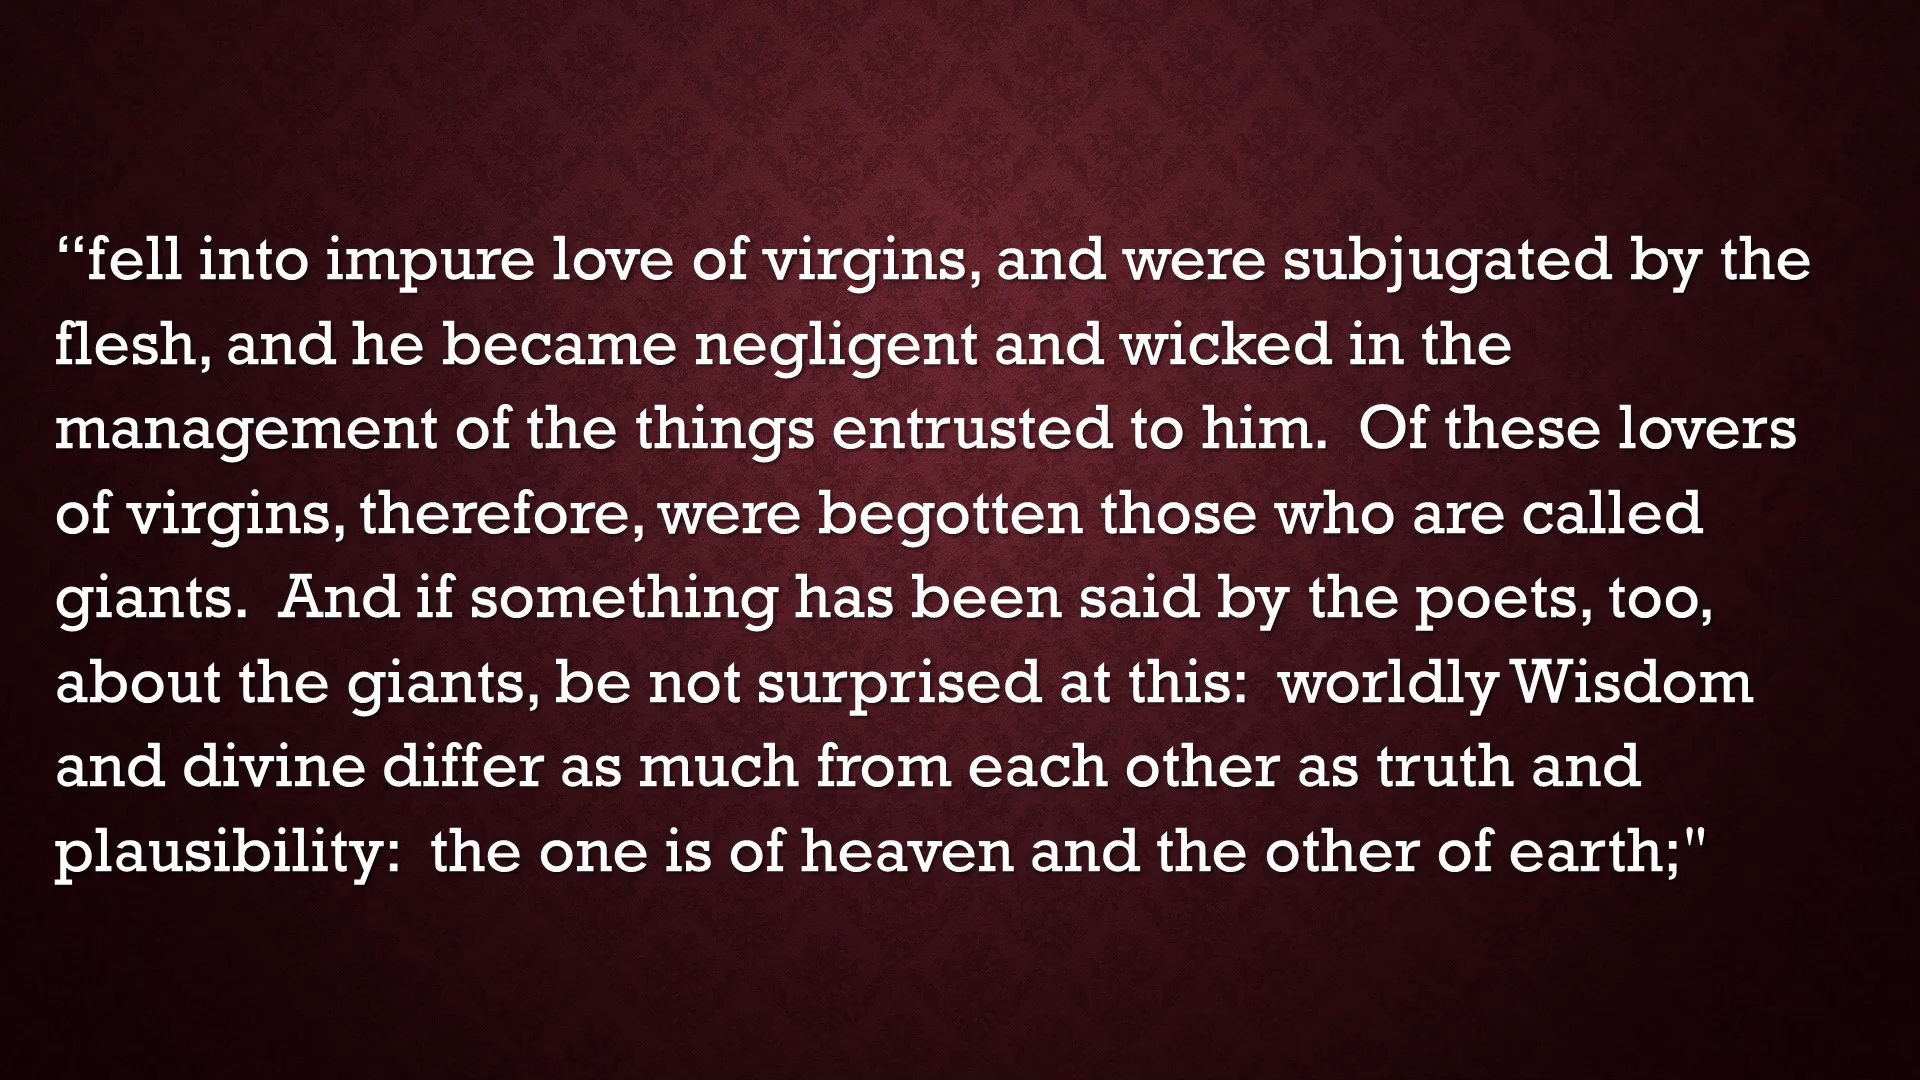 “fell into impure love of virgins, and were subjugated by the
flesh, and he became negligent and wicked in the
management of the things entrusted to him.  Of these lovers
of virgins, therefore, were begotten those who are called
giants.  And if something has been said by the poets, too,
about the giants, be not surprised at this:  worldly Wisdom
and divine differ as much from each other as truth and
plausibility:  the one is of heaven and the other of earth;"